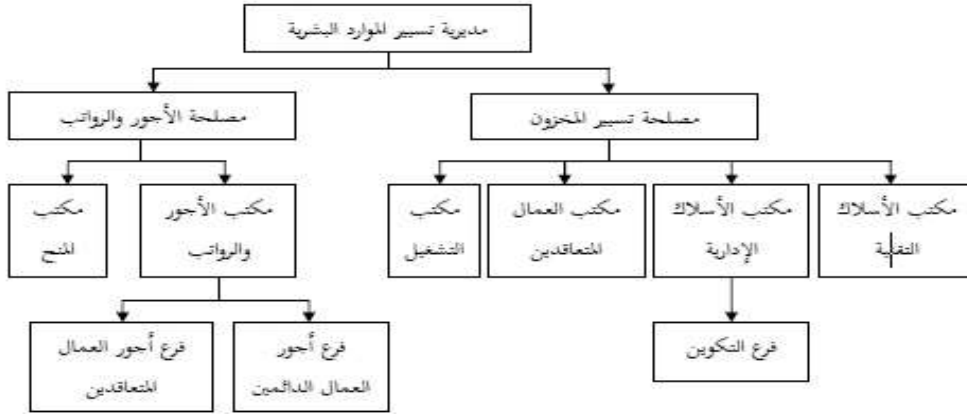 مديرية تسيير الموارد البشرية
مصلحة تسيير المخزون
مصلحة الأجور والرواتب
مكتب الأسلاك
التقنية
مكتب الأسلاك
الإدارية
مكتب العمال
المتعاقدين
مكتب
التشغيل
مكتب الأجور
والرواتب
مكتب
المنح
فرع التكوين
فرع أجور
العمال الدائمين
فرع أجور العمال
المتعاقدين